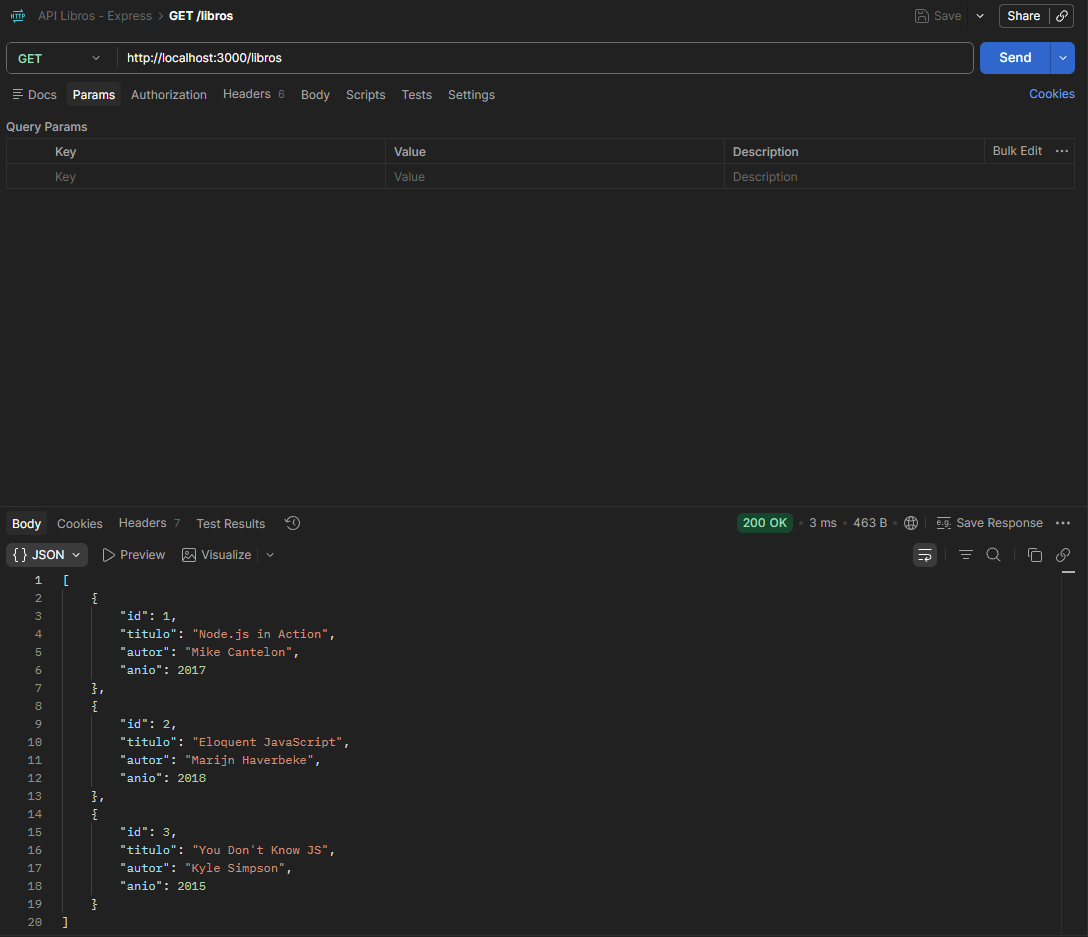 HTTP API Libros - Express > GET /libros Save Share
GET http://localhost:3000/libros Send
Docs Params Authorization Headers 6 Body Scripts Tests Settings Cookies
Query Params
Key Value Description Bulk Edit ...
Key Value Description
Body Cookies Headers 7 Test Results 200 OK • 3 ms • 463 B • e.g. Save Response ...
{} JSON Preview Visualize
1 [
2 {
3 "id": 1,
4 "titulo": "Node.js in Action",
5 "autor": "Mike Cantelon",
6 "anio": 2017
7 },
8 {
9 "id": 2,
10 "titulo": "Eloquent JavaScript",
11 "autor": "Marijn Haverbeke",
12 "anio": 2018
13 },
14 {
15 "id": 3,
16 "titulo": "You Don't Know JS",
17 "autor": "Kyle Simpson",
18 "anio": 2015
19 }
20 ]